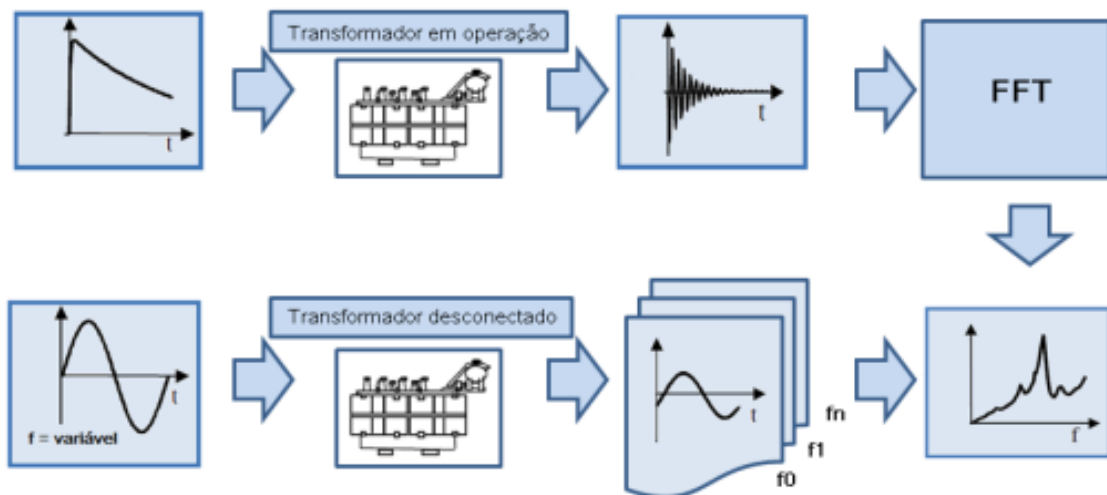 Transformador em operação
t
t
FFT
Transformador desconectado
t
f = variável
t
fn
f1
f0
f